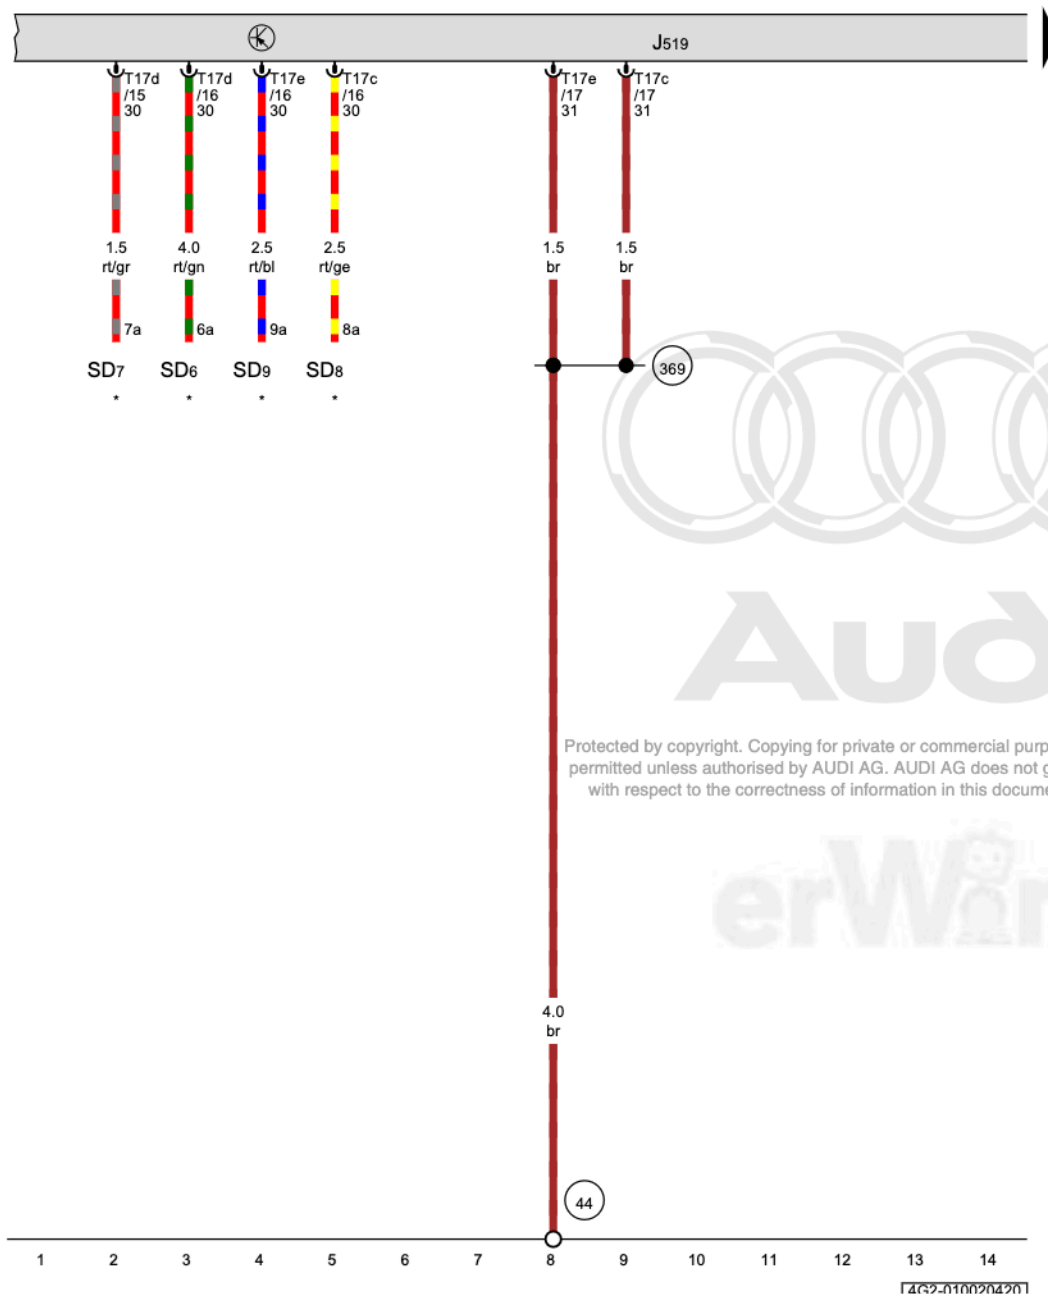 J519
T17d T17d T17e T17c T17e T17c
/15 /16 /16 /16 /17 /17
30 30 30 30 31 31
1.5 4.0 2.5 2.5 1.5 1.5
rt/gr rt/gn rt/bl rt/ge br br
7a 6a 9a 8a
SD7 SD6 SD9 SD8 369
* * * *
Audi
Protected by copyright. Copying for private or commercial purp
permitted unless authorised by AUDI AG. AUDI AG does not g
with respect to the correctness of information in this docume
erWin
4.0
br
44
1 2 3 4 5 6 7 8 9 10 11 12 13 14
4G2-010020420